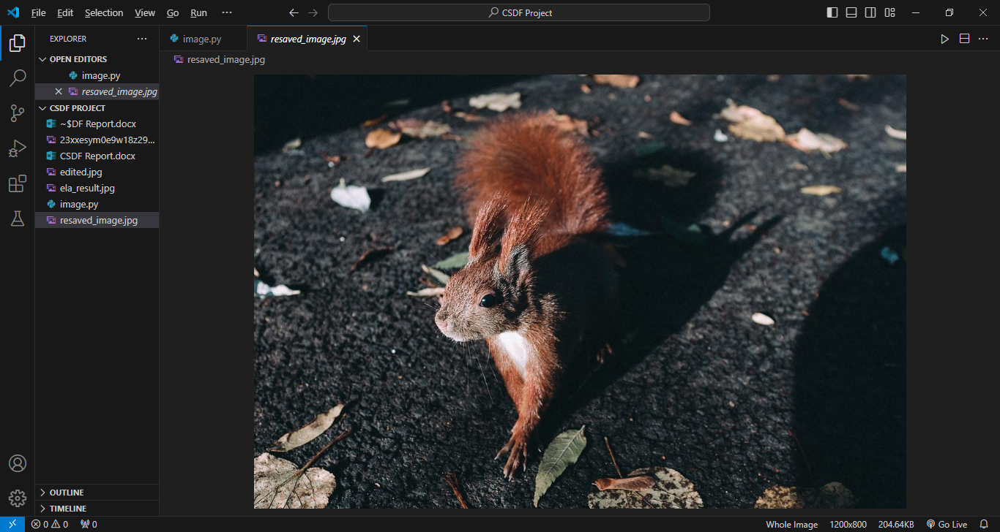 File Edit Selection View Go Run ··· CSDF Project
EXPLORER ···
OPEN EDITORS
image.py
resaved_image.jpg
CSDF PROJECT
~$DF Report.docx
23xxesym0e9w18z29...
CSDF Report.docx
edited.jpg
ela_result.jpg
image.py
resaved_image.jpg
OUTLINE
TIMELINE
image.py resaved_image.jpg
resaved_image.jpg
0 0 0 Whole Image 1200x800 204.64KB Go Live